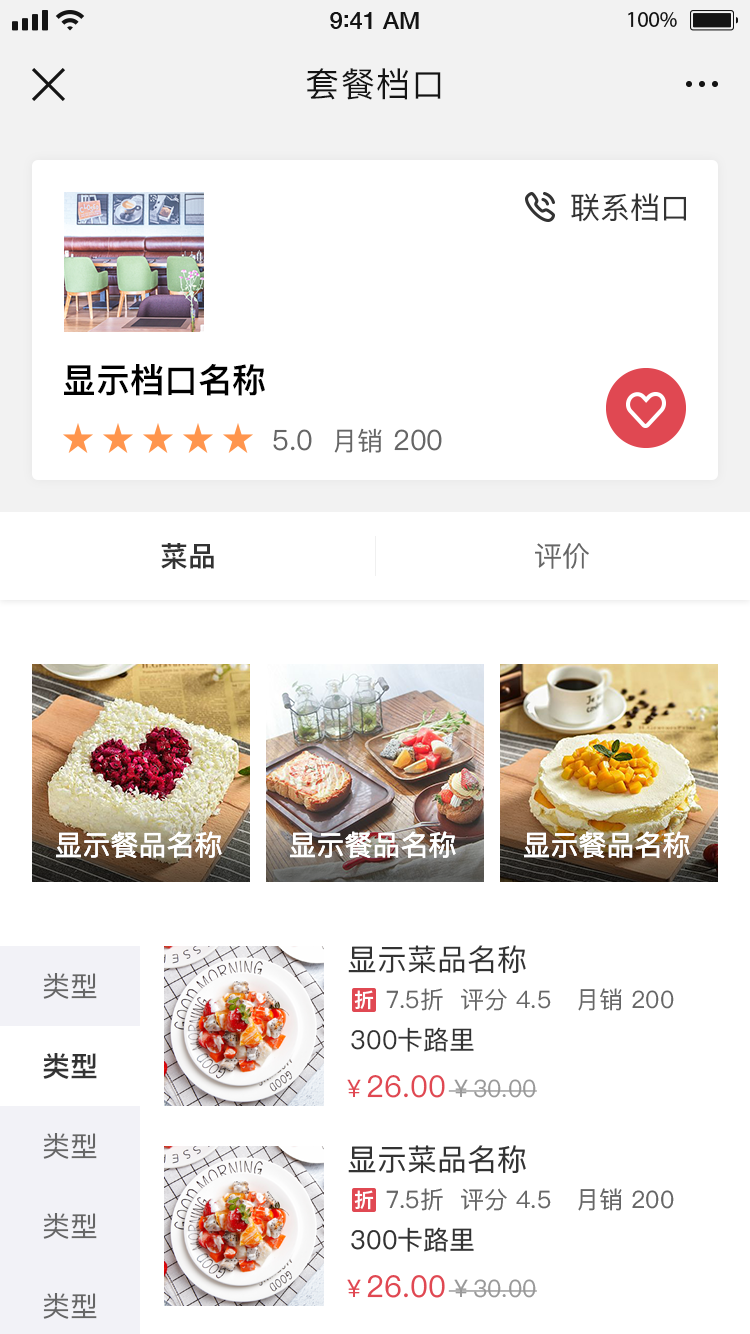 9:41 AM
100%
套餐档口
联系档口
显示档口名称
5.0 月销 200
菜品
评价
显示餐品名称
显示餐品名称
显示餐品名称
类型
类型
类型
类型
类型
GOOD MORNING
显示菜品名称
折 7.5折 评分 4.5 月销 200
300卡路里
¥ 26.00 ¥ 30.00
GOOD MORNING
显示菜品名称
折 7.5折 评分 4.5 月销 200
300卡路里
¥ 26.00 ¥ 30.00